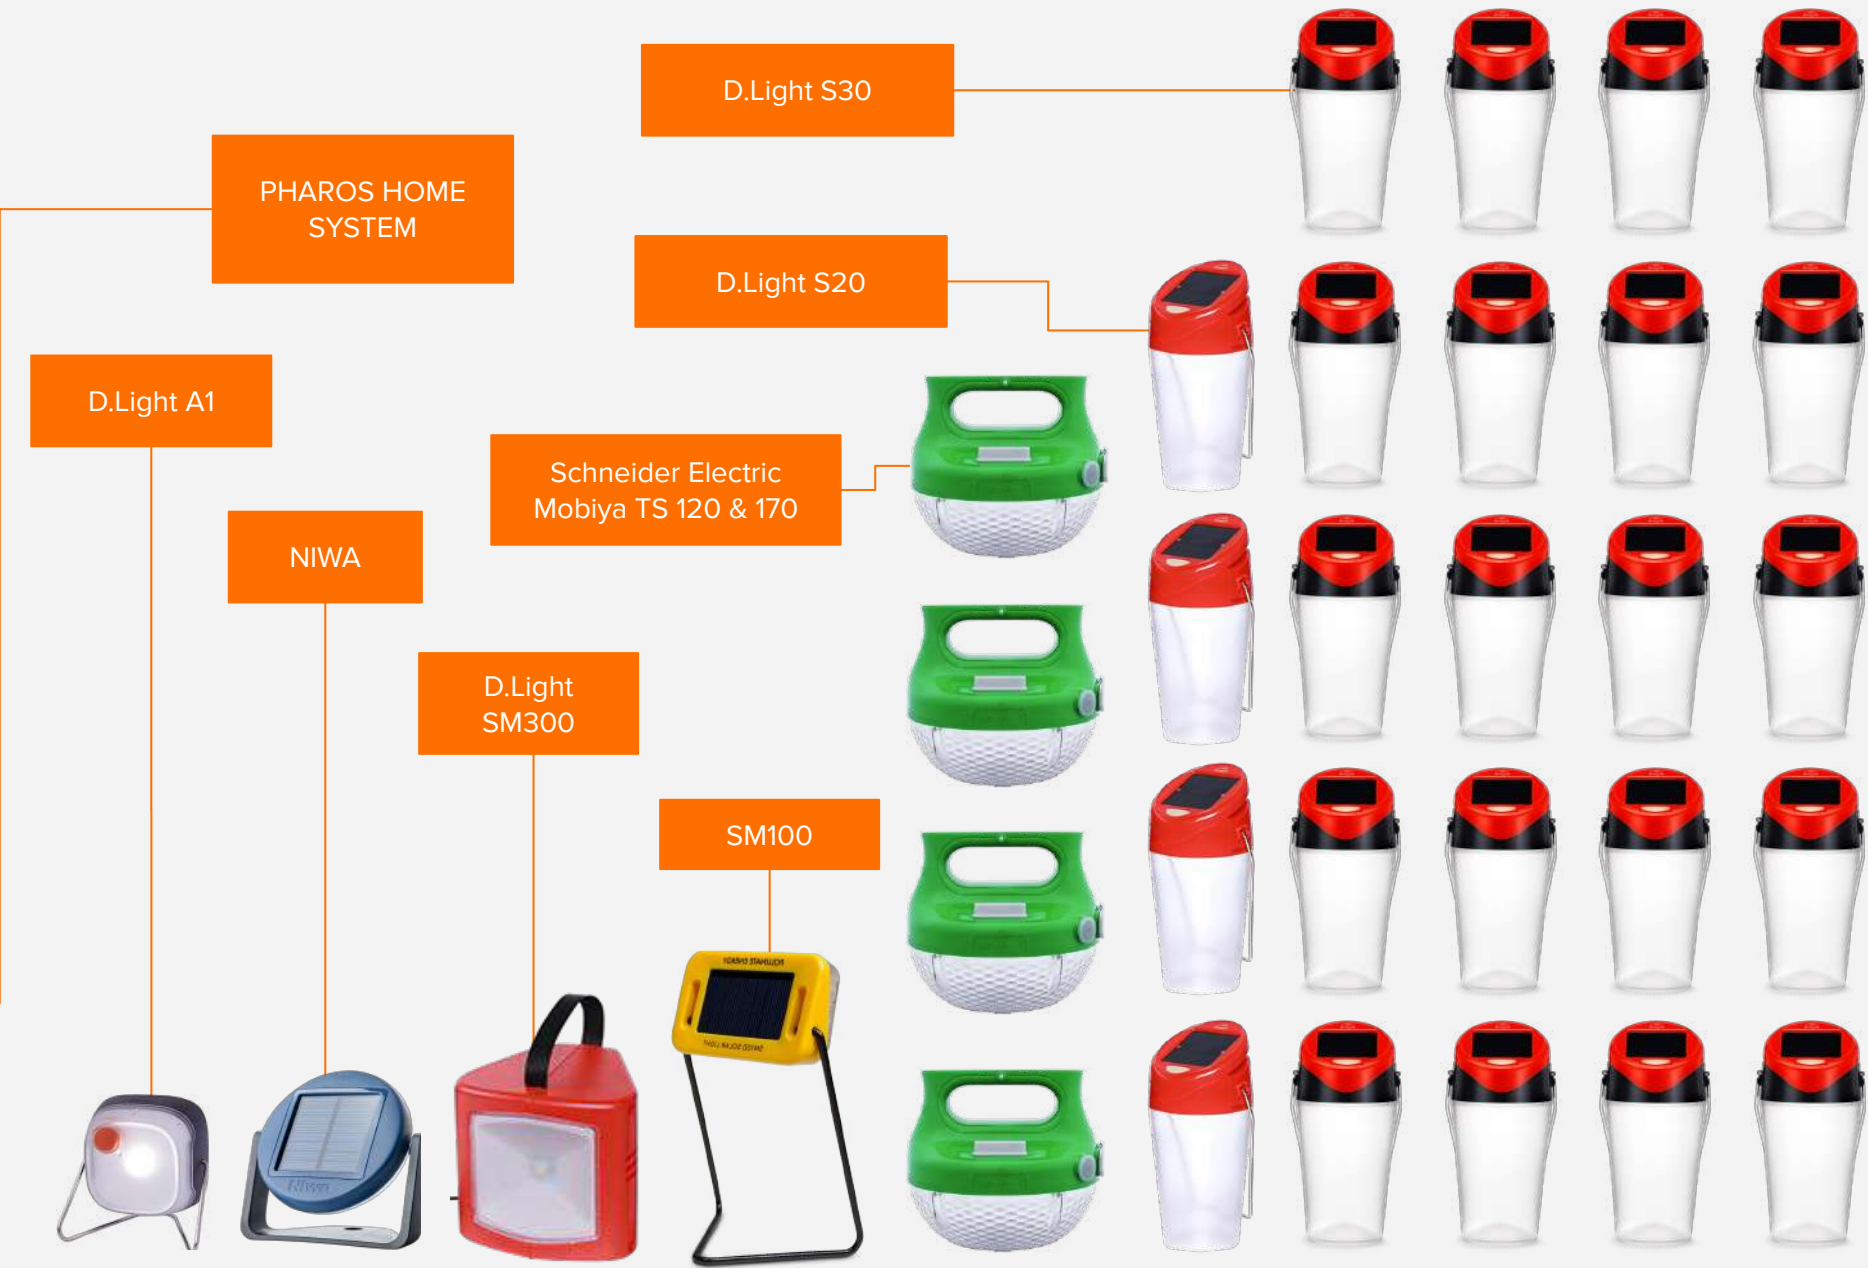 D.Light S30
PHAROS HOME
SYSTEM
D.Light S20
D.Light A1
Schneider Electric
Mobiya TS 120 & 170
NIWA
D.Light
SM300
SM100
Niwa